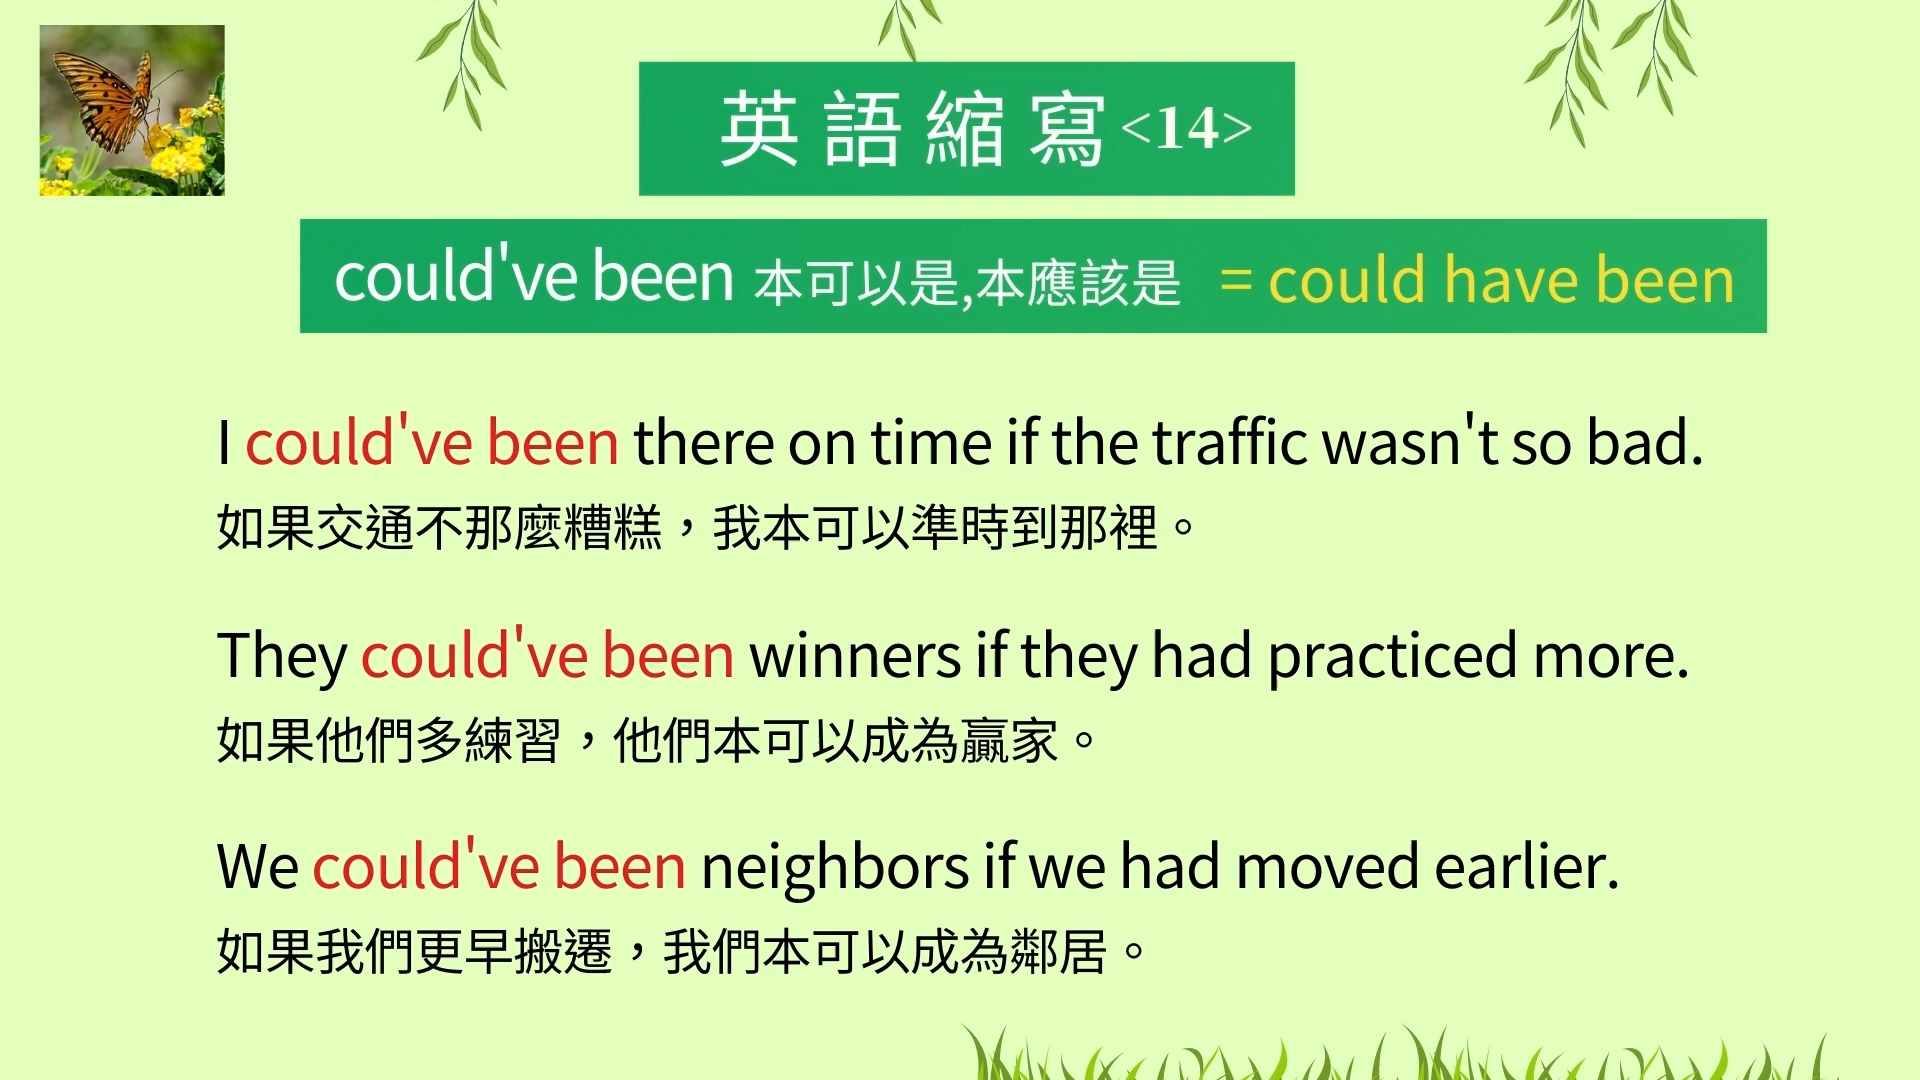 英語縮寫<14>
could've been 本可以是,本應該是 = could have been
I could've been there on time if the traffic wasn't so bad.
如果交通不那麼糟糕，我本可以準時到那裡。
They could've been winners if they had practiced more.
如果他們多練習，他們本可以成為贏家。
We could've been neighbors if we had moved earlier.
如果我們更早搬遷，我們本可以成為鄰居。